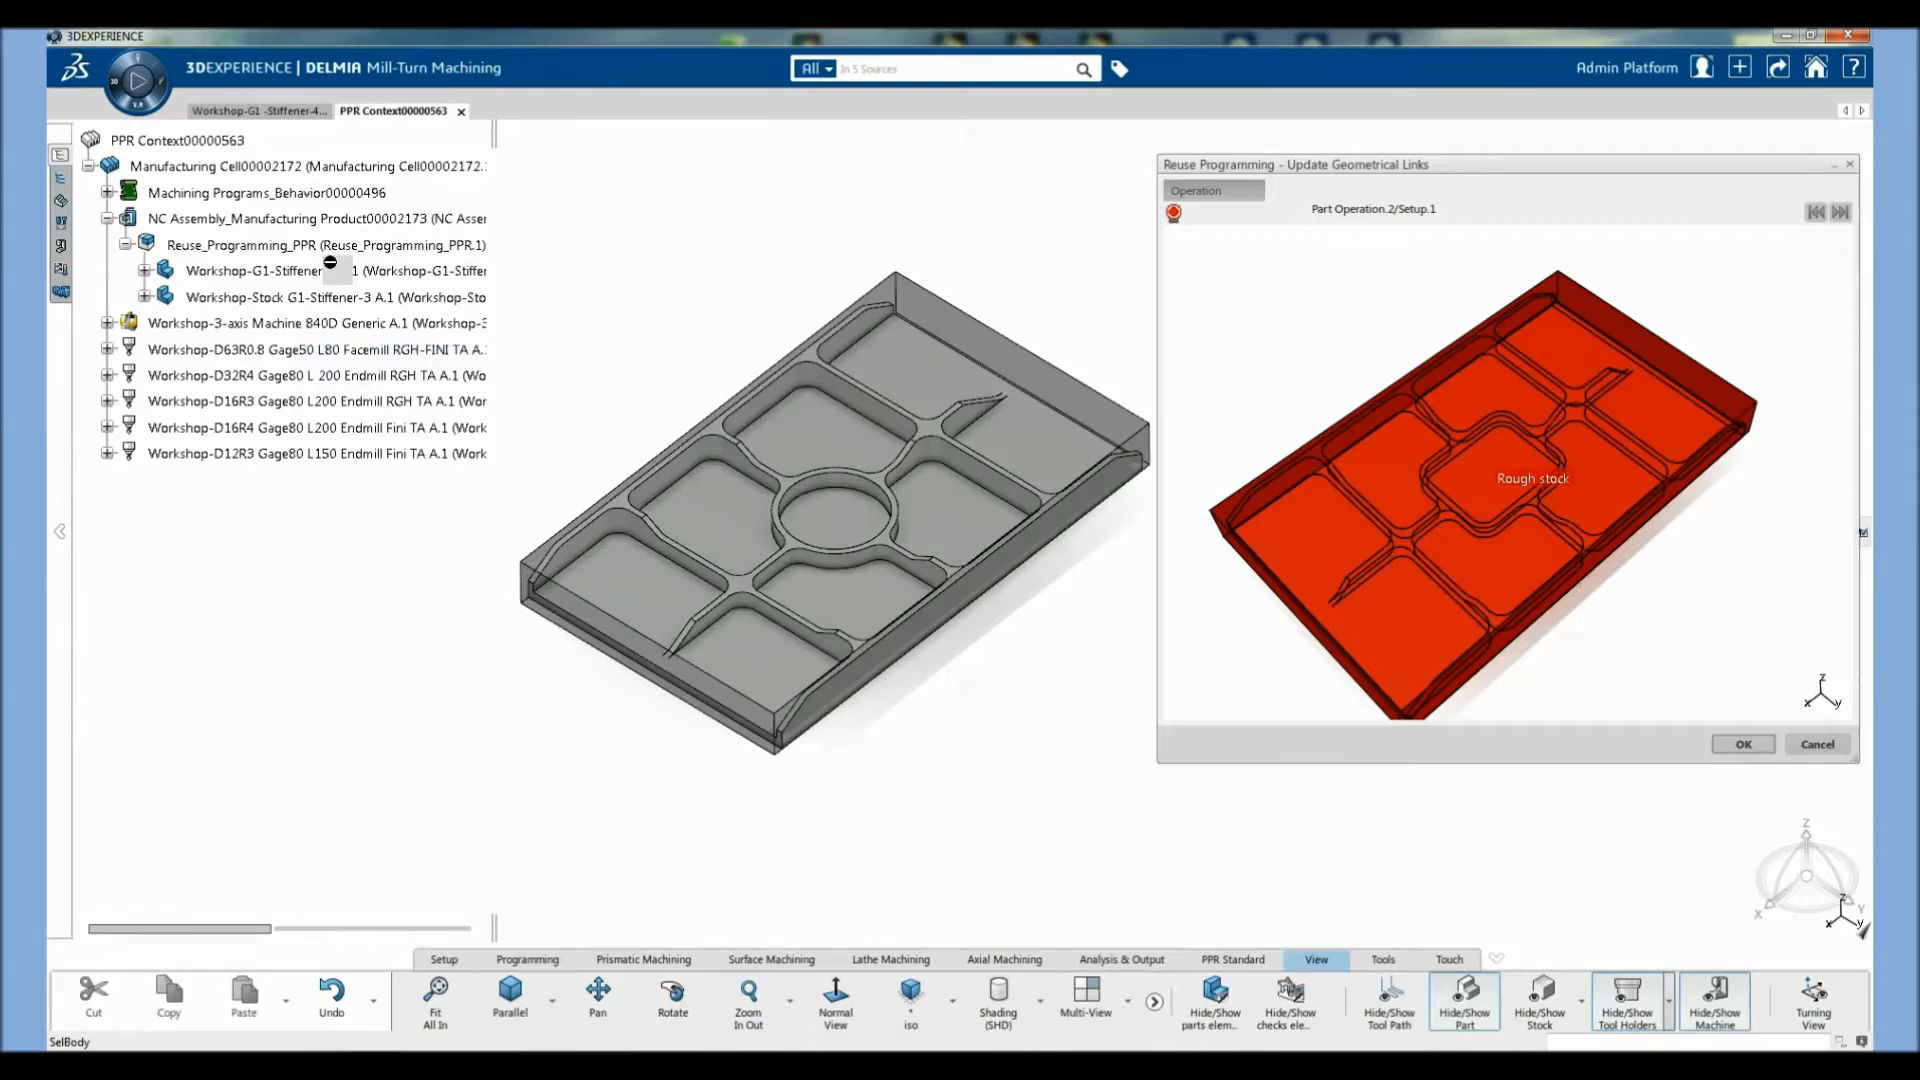 3DEXPERIENCE
3DEXPERIENCE | DELMIA Mill-Turn Machining
All
In 5 Sources
Admin Platform
Workshop-G1 -Stiffener-4...
PPR Context00000563
PPR Context00000563
Manufacturing Cell00002172 (Manufacturing Cell00002172.
Machining Programs_Behavior00000496
NC Assembly_Manufacturing Product00002173 (NC Asser
Reuse_Programming_PPR (Reuse_Programming_PPR.1)
Workshop-G1-Stiffener 1 (Workshop-G1-Stiffe
Workshop-Stock G1-Stiffener-3 A.1 (Workshop-Sto
Workshop-3-axis Machine 840D Generic A.1 (Workshop-3
Workshop-D63R0.8 Gage50 L80 Facemill RGH-FINI TA A.
Workshop-D32R4 Gage80 L 200 Endmill RGH TA A.1 (Wo
Workshop-D16R3 Gage80 L200 Endmill RGH TA A.1 (Wor
Workshop-D16R4 Gage80 L200 Endmill Fini TA A.1 (Work
Workshop-D12R3 Gage80 L150 Endmill Fini TA A.1 (Work
Reuse Programming - Update Geometrical Links
Operation
Part Operation.2/Setup.1
Rough stock
z
x y
OK Cancel
Z
X Y
z
x y
Setup Programming Prismatic Machining Surface Machining Lathe Machining Axial Machining Analysis & Output PPR Standard View Tools Touch
Cut
Copy
Paste
Undo
Fit
All In
Parallel
Pan
Rotate
Zoom
In Out
Normal
View
*
iso
Shading
(SHD)
Multi-View
Hide/Show
parts elem...
Hide/Show
checks ele...
Hide/Show
Tool Path
Hide/Show
Part
Hide/Show
Stock
Hide/Show
Tool Holders
Hide/Show
Machine
Turning
View
SelBody